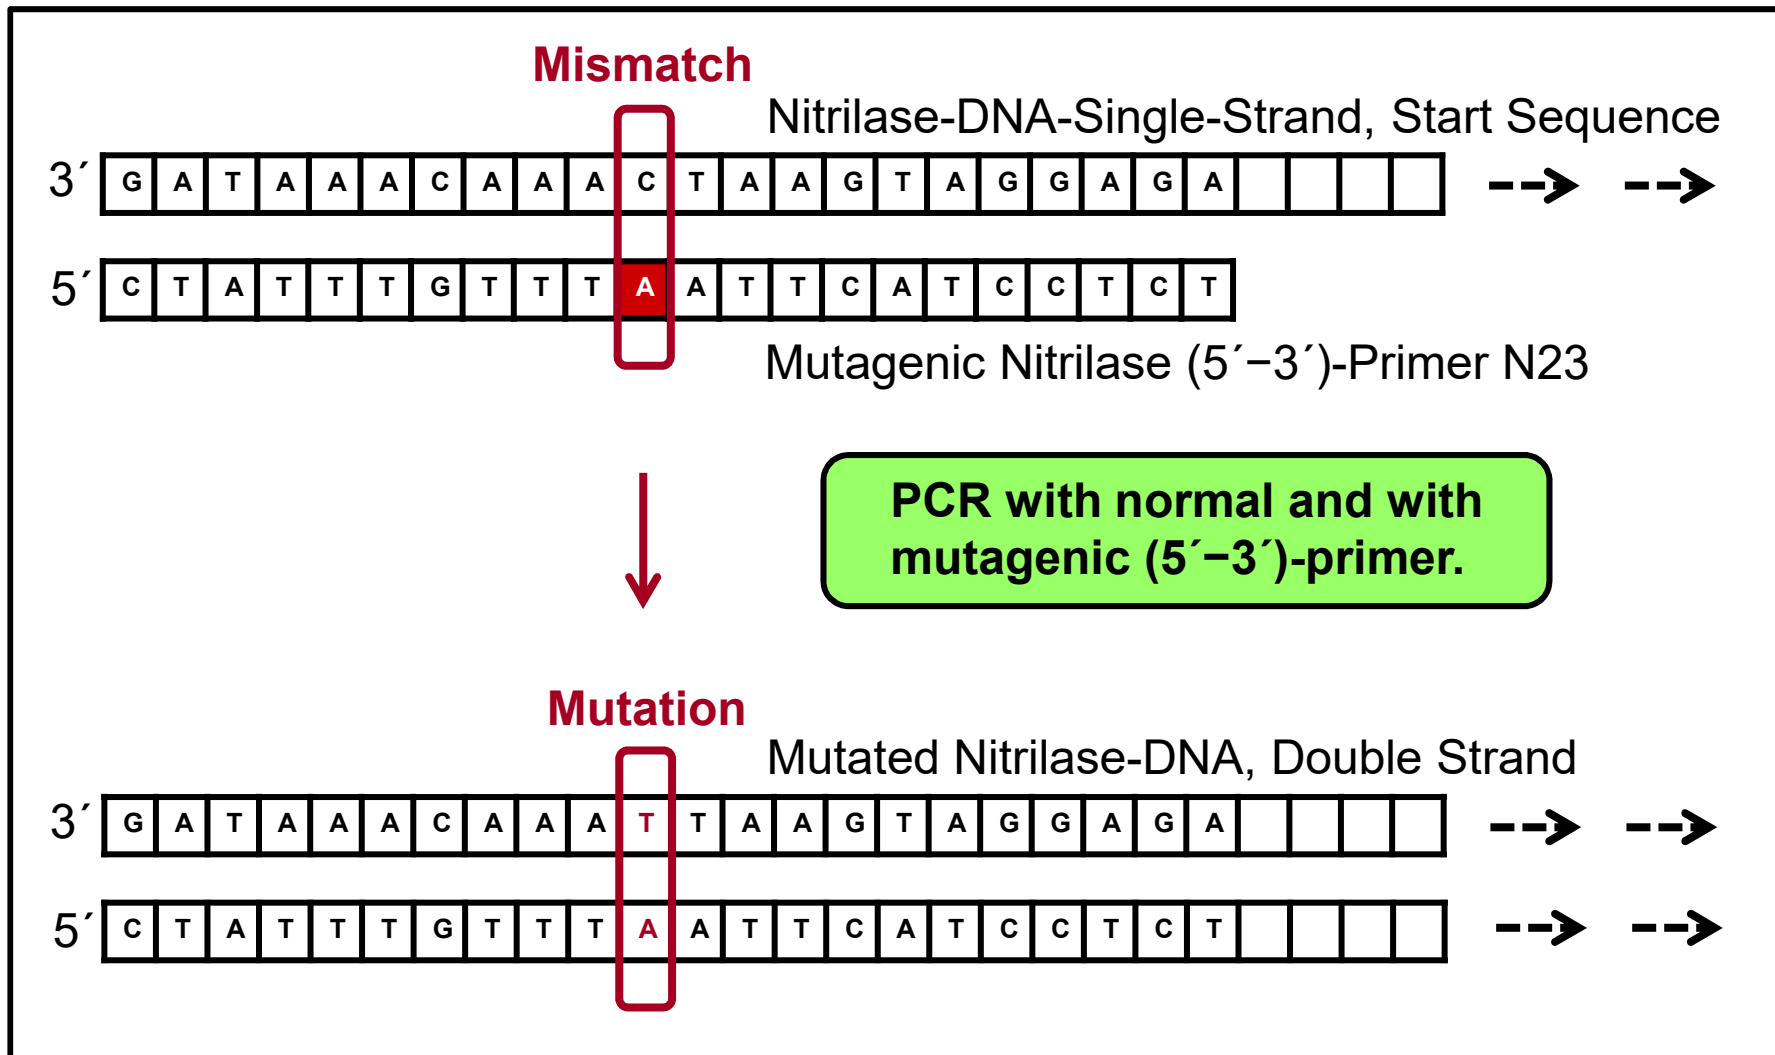 Mismatch
Nitrilase-DNA-Single-Strand, Start Sequence
3´ G A T A A A C A A A C T A A G T A G G A G A
5´ C T A T T T G T T T A A T T C A T C C T C T
Mutagenic Nitrilase (5´−3´)-Primer N23
PCR with normal and with
mutagenic (5´−3´)-primer.
Mutation
Mutated Nitrilase-DNA, Double Strand
3´ G A T A A A C A A A T T A A G T A G G A G A
5´ C T A T T T G T T T A A T T C A T C C T C T